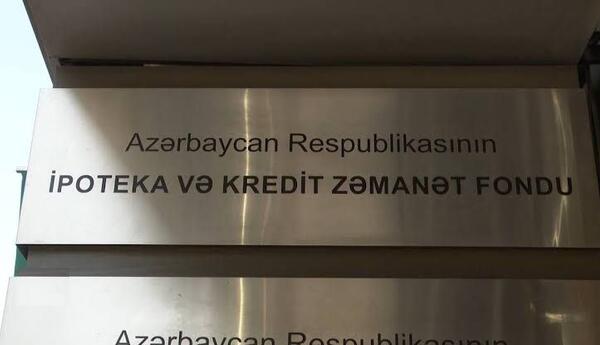 Azərbaycan Respublikasının
İPOTEKA VƏ KREDİT ZƏMANƏT FONDU
Azərbaycan Respublikasının